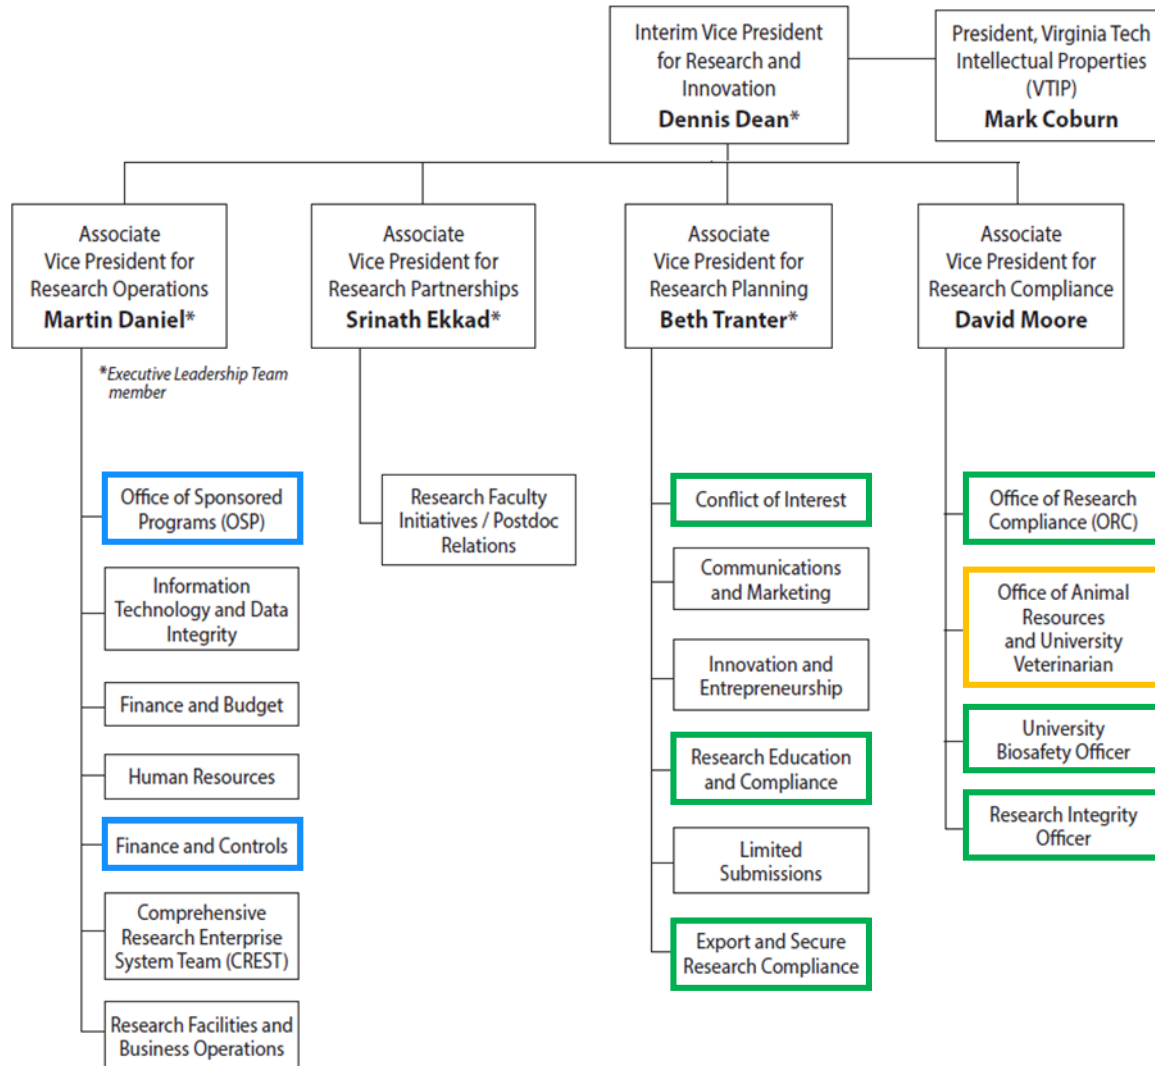 Interim Vice President
for Research and
Innovation
Dennis Dean*
President, Virginia Tech
Intellectual Properties
(VTIP)
Mark Coburn
Associate
Vice President for
Research Operations
Martin Daniel*
Associate
Vice President for
Research Partnerships
Srinath Ekkad*
Associate
Vice President for
Research Planning
Beth Tranter*
Associate
Vice President for
Research Compliance
David Moore
*Executive Leadership Team
member
Office of Sponsored
Programs (OSP)
Information
Technology and Data
Integrity
Finance and Budget
Human Resources
Finance and Controls
Comprehensive
Research Enterprise
System Team (CREST)
Research Facilities and
Business Operations
Research Faculty
Initiatives / Postdoc
Relations
Conflict of Interest
Communications
and Marketing
Innovation and
Entrepreneurship
Research Education
and Compliance
Limited
Submissions
Export and Secure
Research Compliance
Office of Research
Compliance (ORC)
Office of Animal
Resources
and University
Veterinarian
University
Biosafety Officer
Research Integrity
Officer